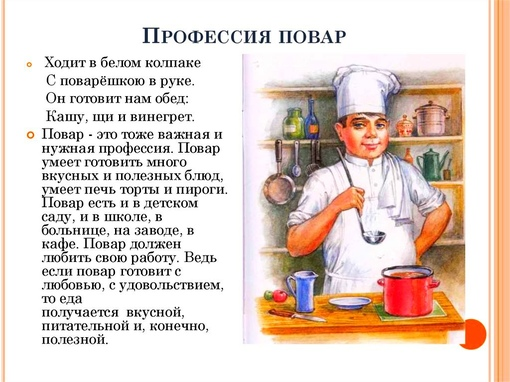 ПРОФЕССИЯ ПОВАР
Ходит в белом колпаке
С поварёшкою в руке.
Он готовит нам обед:
Кашу, щи и винегрет.
Повар - это тоже важная и
нужная профессия. Повар
умеет готовить много
вкусных и полезных блюд,
умеет печь торты и пироги.
Повар есть и в детском
саду, и в школе, в
больнице, на заводе, в
кафе. Повар должен
любить свою работу. Ведь
если повар готовит с
любовью, с удовольствием,
то еда
получается вкусной,
питательной и, конечно,
полезной.